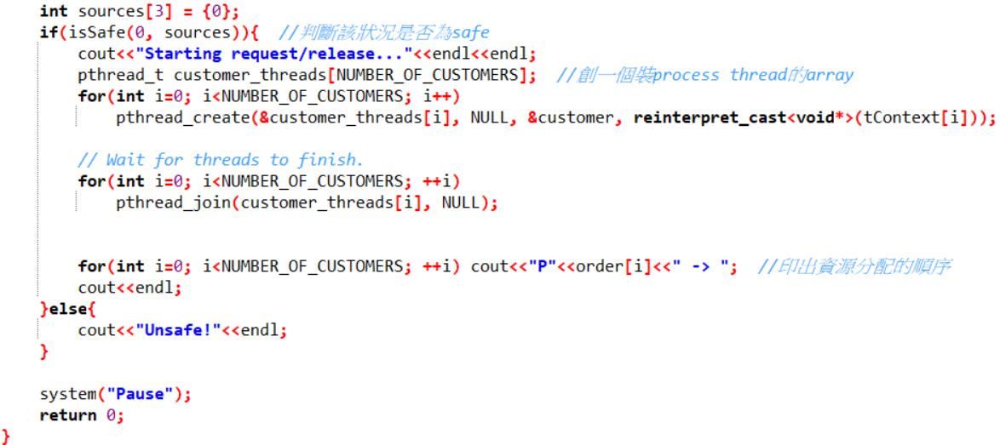 int sources[3] = {0};
if(isSafe(0, sources)){  //判斷該狀況是否為safe
cout<<"Starting request/release..."<<endl<<endl;
pthread_t customer_threads[NUMBER_OF_CUSTOMERS];  //創一個裝process thread的array
for(int i=0; i<NUMBER_OF_CUSTOMERS; i++)
pthread_create(&customer_threads[i], NULL, &customer, reinterpret_cast<void*>(tContext[i]));
// Wait for threads to finish.
for(int i=0; i<NUMBER_OF_CUSTOMERS; ++i)
pthread_join(customer_threads[i], NULL);
for(int i=0; i<NUMBER_OF_CUSTOMERS; ++i) cout<<"P"<<order[i]<<" -> ";  //印出資源分配的順序
cout<<endl;
}else{
cout<<"Unsafe!"<<endl;
}
system("Pause");
return 0;
}